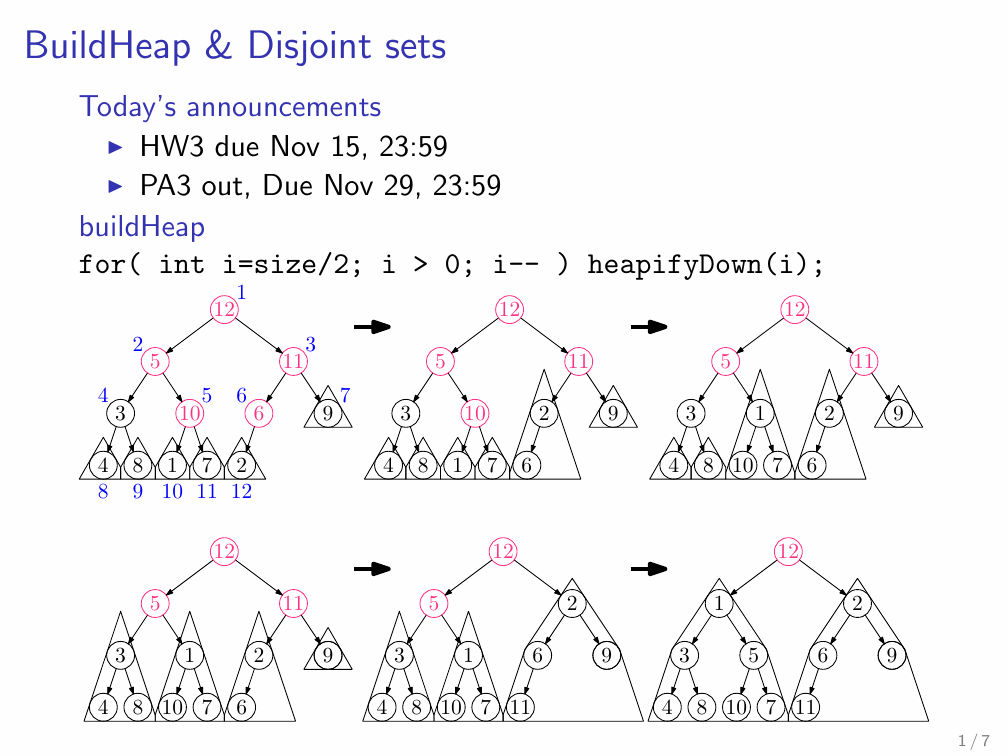 BuildHeap & Disjoint sets
Today's announcements
▶ HW3 due Nov 15, 23:59
▶ PA3 out, Due Nov 29, 23:59
buildHeap
for( int i=size/2; i > 0; i-- ) heapifyDown(i);
1
12 12 12
2 3
5 11 5 11 5 11
4 5 6 7
3 10 6 9 3 10 2 9 3 1 2 9
4 8 1 7 2 4 8 1 7 6 4 8 10 7 6
8 9 10 11 12
12 12 12
5 11 5 2 1 2
3 1 2 9 3 1 6 9 3 5 6 9
4 8 10 7 6 4 8 10 7 11 4 8 10 7 11
1 / 7